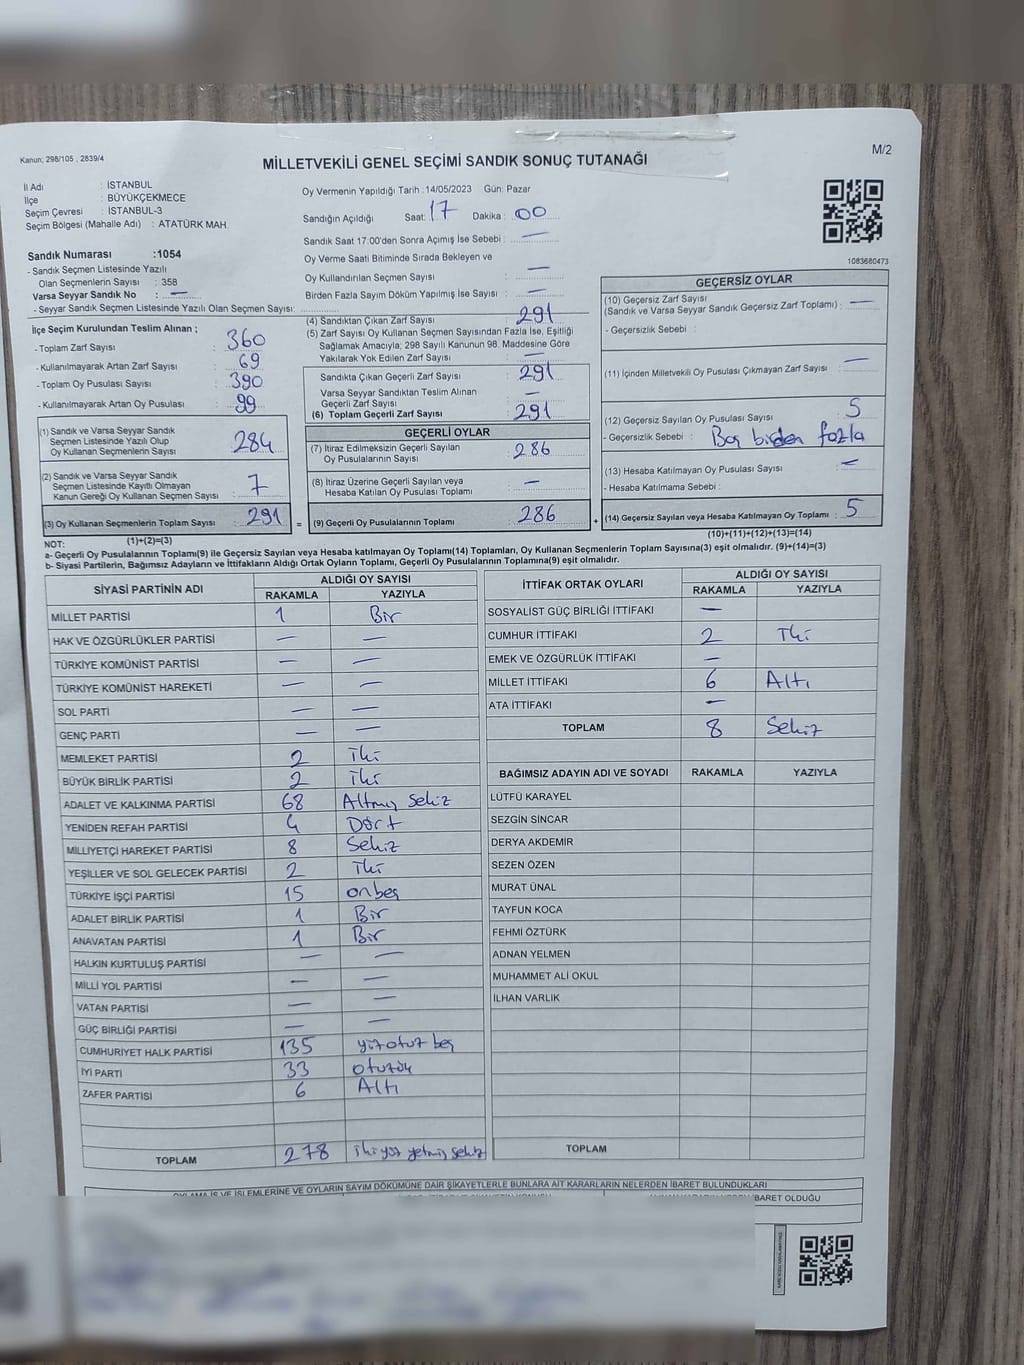 Kanun; 298/105 , 2839/4
M/2
MİLLETVEKİLİ GENEL SEÇİMİ SANDIK SONUÇ TUTANAĞI
İl Adı : İSTANBUL
İlçe : BÜYÜKÇEKMECE
Seçim Çevresi : İSTANBUL-3
Seçim Bölgesi (Mahalle Adı) : ATATÜRK MAH.
Sandık Numarası :1054
- Sandık Seçmen Listesinde Yazılı
Olan Seçmenlerin Sayısı : 358
Varsa Seyyar Sandık No : —
- Seyyar Sandık Seçmen Listesinde Yazılı Olan Seçmen Sayısı:
Oy Vermenin Yapıldığı Tarih : 14/05/2023 Gün: Pazar
Sandığın Açıldığı Saat: 17 Dakika : 00
Sandık Saat 17.00'den Sonra Açımış İse Sebebi : —
Oy Verme Saati Bitiminde Sırada Bekleyen ve
Oy Kullandırılan Seçmen Sayısı : —
Birden Fazla Sayım Döküm Yapılmış İse Sayısı : —
1083680473
İlçe Seçim Kurulundan Teslim Alınan ;
- Toplam Zarf Sayısı : 360
- Kullanılmayarak Artan Zarf Sayısı : 69
- Toplam Oy Pusulası Sayısı : 390
- Kullanılmayarak Artan Oy Pusulası : 99
(1) Sandık ve Varsa Seyyar Sandık
Seçmen Listesinde Yazılı Olup
Oy Kullanan Seçmenlerin Sayısı : 284
(2) Sandık ve Varsa Seyyar Sandık
Seçmen Listesinde Kayıtlı Olmayan
Kanun Gereği Oy Kullanan Seçmen Sayısı : 7
(3) Oy Kullanan Seçmenlerin Toplam Sayısı : 291
(1)+(2)=(3)
(4) Sandıktan Çıkan Zarf Sayısı : 291
(5) Zarf Sayısı Oy Kullanan Seçmen Sayısından Fazla İse, Eşitliği
Sağlamak Amacıyla; 298 Sayılı Kanunun 98. Maddesine Göre
Yakılarak Yok Edilen Zarf Sayısı : —
Sandıkta Çıkan Geçerli Zarf Sayısı : 291
Varsa Seyyar Sandıktan Teslim Alınan
Geçerli Zarf Sayısı : —
(6) Toplam Geçerli Zarf Sayısı : 291
GEÇERLİ OYLAR
(7) İtiraz Edilmeksizin Geçerli Sayılan
Oy Pusulalarının Sayısı : 286
(8) İtiraz Üzerine Geçerli Sayılan veya
Hesaba Katılan Oy Pusulası Toplamı : —
= (9) Geçerli Oy Pusulalarının Toplamı : 286
GEÇERSİZ OYLAR
(10) Geçersiz Zarf Sayısı
(Sandık ve Varsa Seyyar Sandık Geçersiz Zarf Toplamı) : —
- Geçersizlik Sebebi :
(11) İçinden Milletvekili Oy Pusulası Çıkmayan Zarf Sayısı : —
(12) Geçersiz Sayılan Oy Pusulası Sayısı : 5
- Geçersizlik Sebebi : Boş birden fazla
(13) Hesaba Katılmayan Oy Pusulası Sayısı : —
- Hesaba Katılmama Sebebi :
+ (14) Geçersiz Sayılan veya Hesaba Katılmayan Oy Toplamı : 5
(10)+(11)+(12)+(13)=(14)
NOT:
a- Geçerli Oy Pusulalarının Toplamı(9) ile Geçersiz Sayılan veya Hesaba katılmayan Oy Toplamı(14) Toplamları, Oy Kullanan Seçmenlerin Toplam Sayısına(3) eşit olmalıdır. (9)+(14)=(3)
b- Siyasi Partilerin, Bağımsız Adayların ve İttifakların Aldığı Ortak Oyların Toplamı, Geçerli Oy Pusulalarının Toplamına(9) eşit olmalıdır.
SİYASİ PARTİNİN ADI ALDIĞI OY SAYISI
RAKAMLA YAZIYLA
MİLLET PARTİSİ 1 Bir
HAK VE ÖZGÜRLÜKLER PARTİSİ — —
TÜRKİYE KOMÜNİST PARTİSİ — —
TÜRKİYE KOMÜNİST HAREKETİ — —
SOL PARTİ — —
GENÇ PARTİ — —
MEMLEKET PARTİSİ 2 İki
BÜYÜK BİRLİK PARTİSİ 2 İki
ADALET VE KALKINMA PARTİSİ 68 Altmış Sekiz
YENİDEN REFAH PARTİSİ 4 Dört
MİLLİYETÇİ HAREKET PARTİSİ 8 Sekiz
YEŞİLLER VE SOL GELECEK PARTİSİ 2 İki
TÜRKİYE İŞÇİ PARTİSİ 15 onbeş
ADALET BİRLİK PARTİSİ 1 Bir
ANAVATAN PARTİSİ 1 Bir
HALKIN KURTULUŞ PARTİSİ — —
MİLLİ YOL PARTİSİ — —
VATAN PARTİSİ — —
GÜÇ BİRLİĞİ PARTİSİ — —
CUMHURİYET HALK PARTİSİ 135 yüzotuz beş
İYİ PARTİ 33 otuzüç
ZAFER PARTİSİ 6 Altı
TOPLAM 278 ikiyüz yetmiş sekiz
İTTİFAK ORTAK OYLARI ALDIĞI OY SAYISI
RAKAMLA YAZIYLA
SOSYALİST GÜÇ BİRLİĞİ İTTİFAKI —
CUMHUR İTTİFAKI 2 İki
EMEK VE ÖZGÜRLÜK İTTİFAKI —
MİLLET İTTİFAKI 6 Altı
ATA İTTİFAKI —
TOPLAM 8 Sekiz
BAĞIMSIZ ADAYIN ADI VE SOYADI RAKAMLA YAZIYLA
LÜTFÜ KARAYEL
SEZGİN SİNCAR
DERYA AKDEMİR
SEZEN ÖZEN
MURAT ÜNAL
TAYFUN KOCA
FEHMİ ÖZTÜRK
ADNAN YELMEN
MUHAMMET ALİ OKUL
İLHAN VARLIK
TOPLAM
OYLAMA İŞ VE İŞLEMLERİNE VE OYLARIN SAYIM DÖKÜMÜNE DAİR ŞİKAYETLERLE BUNLARA AİT KARARLARIN NELERDEN İBARET BULUNDUKLARI
İBARET OLDUĞU